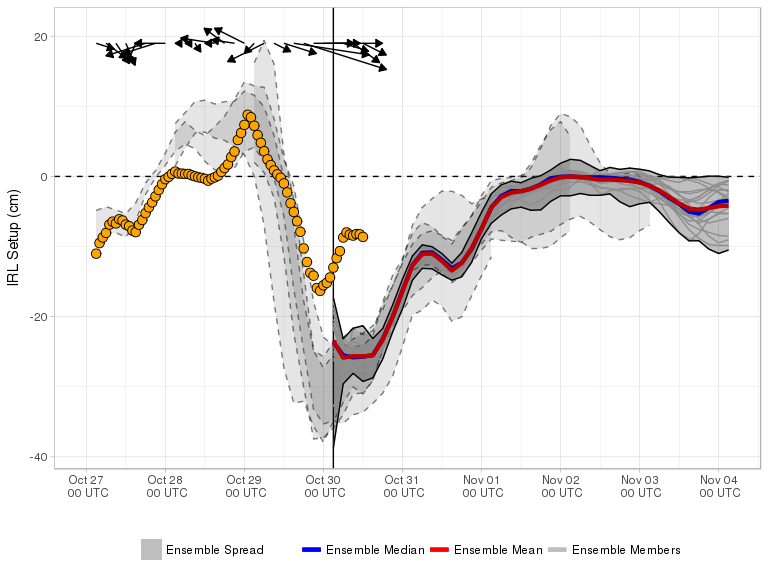 20
0
-20
-40
IRL Setup (cm)
Oct 27 Oct 28 Oct 29 Oct 30 Oct 31 Nov 01 Nov 02 Nov 03 Nov 04
00 UTC 00 UTC 00 UTC 00 UTC 00 UTC 00 UTC 00 UTC 00 UTC 00 UTC
Ensemble Spread Ensemble Median Ensemble Mean Ensemble Members